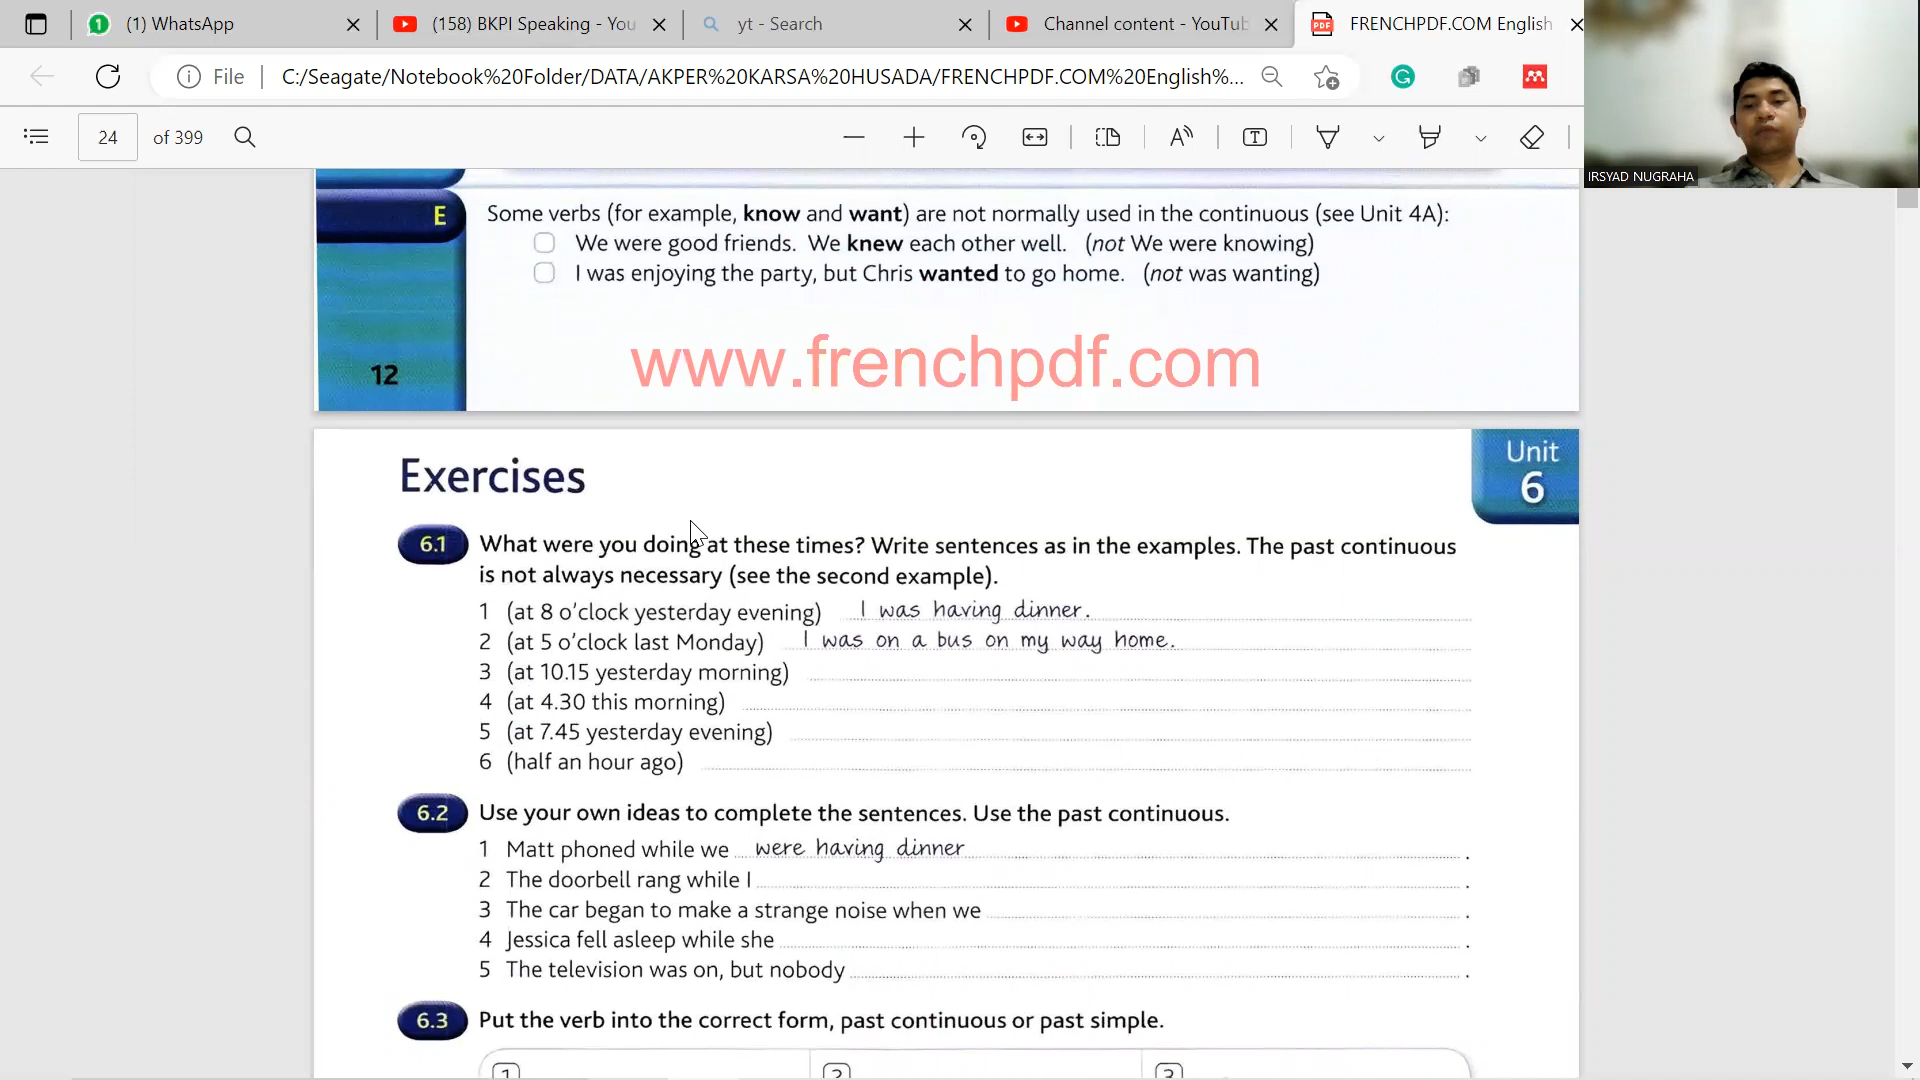 (1) WhatsApp
(158) BKPI Speaking - You
yt - Search
Channel content - YouTub
FRENCHPDF.COM English
File
C:/Seagate/Notebook%20Folder/DATA/AKPER%20KARSA%20HUSADA/FRENCHPDF.COM%20English%...
24 of 399
IRSYAD NUGRAHA
E
Some verbs (for example, know and want) are not normally used in the continuous (see Unit 4A):
We were good friends. We knew each other well. (not We were knowing)
I was enjoying the party, but Chris wanted to go home. (not was wanting)
www.frenchpdf.com
12
Exercises
Unit
6
6.1 What were you doing at these times? Write sentences as in the examples. The past continuous
is not always necessary (see the second example).
1 (at 8 o'clock yesterday evening) I was having dinner.
2 (at 5 o'clock last Monday) I was on a bus on my way home.
3 (at 10.15 yesterday morning)
4 (at 4.30 this morning)
5 (at 7.45 yesterday evening)
6 (half an hour ago)
6.2 Use your own ideas to complete the sentences. Use the past continuous.
1 Matt phoned while we were having dinner .
2 The doorbell rang while I .
3 The car began to make a strange noise when we .
4 Jessica fell asleep while she .
5 The television was on, but nobody .
6.3 Put the verb into the correct form, past continuous or past simple.
1 2 3